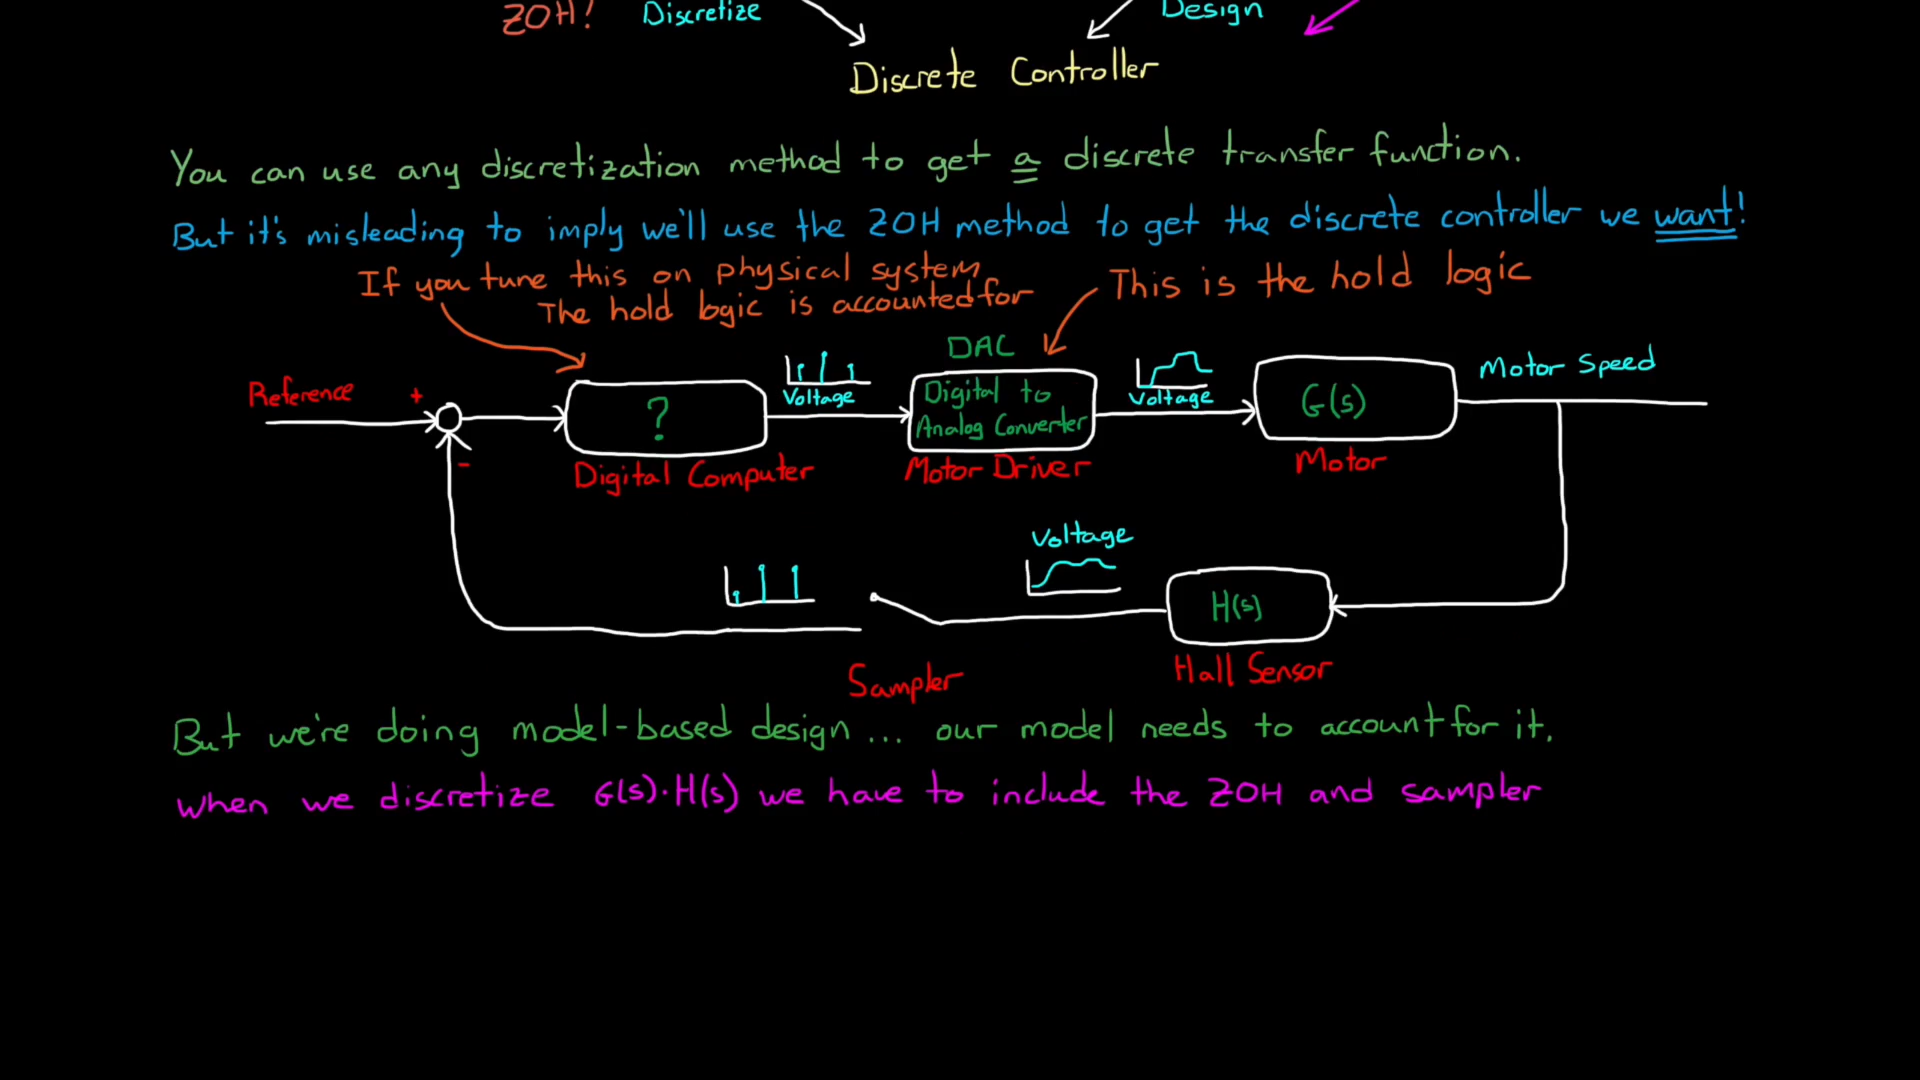 ZOH! Discretize Design
Discrete Controller
You can use any discretization method to get a discrete transfer function.
But it's misleading to imply we'll use the ZOH method to get the discrete controller we want!
If you tune this on physical system
The hold logic is accounted for
This is the hold logic
DAC
Reference
+
-
?
Digital Computer
Voltage
Digital to
Analog Converter
Motor Driver
Voltage
G(s)
Motor
Motor Speed
Voltage
H(s)
Hall Sensor
Sampler
But we're doing model-based design... our model needs to account for it.
when we discretize G(s)·H(s) we have to include the ZOH and sampler